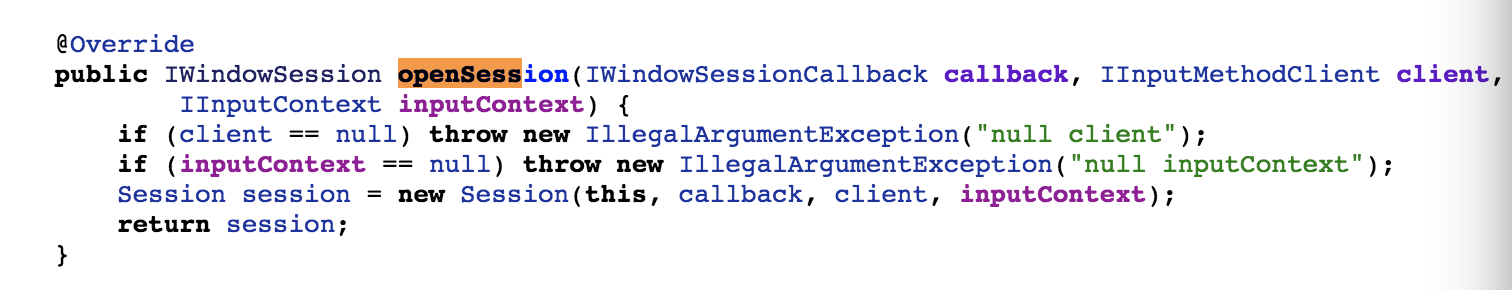 @Override
public IWindowSession openSession(IWindowSessionCallback callback, IInputMethodClient client,
        IInputContext inputContext) {
    if (client == null) throw new IllegalArgumentException("null client");
    if (inputContext == null) throw new IllegalArgumentException("null inputContext");
    Session session = new Session(this, callback, client, inputContext);
    return session;
}